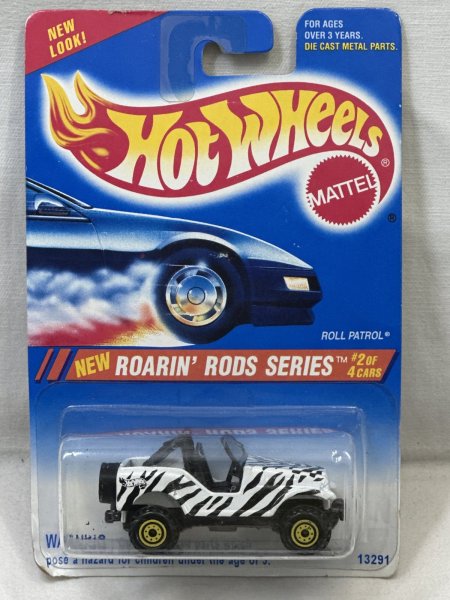 NEW
LOOK!
FOR AGES
OVER 3 YEARS.
DIE CAST METAL PARTS.
HOT WHEELS®
MATTEL
®
ROLL PATROL®
NEW ROARIN' RODS SERIES™ #2 OF
4 CARS
pose a hazard for children under the age of 3.
13291